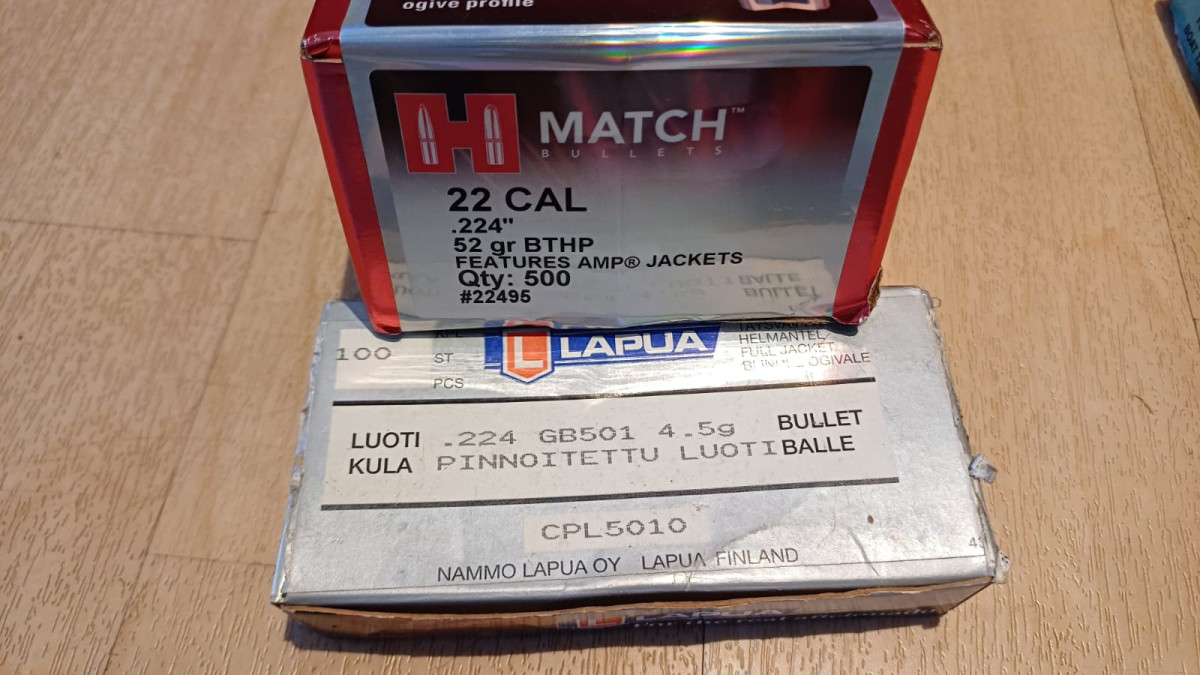 ogive profile
H MATCH™
BULLETS
22 CAL
.224"
52 gr BTHP
FEATURES AMP® JACKETS
Qty: 500
#22495
100
ST
PCS
L LAPUA
HELMANTEL
FULL JACKET
OGIVALE
LUOTI .224 GB501 4.5g BULLET
KULA PINNOITETTU LUOTI BALLE
CPL5010
NAMMO LAPUA OY LAPUA FINLAND
LAPUA